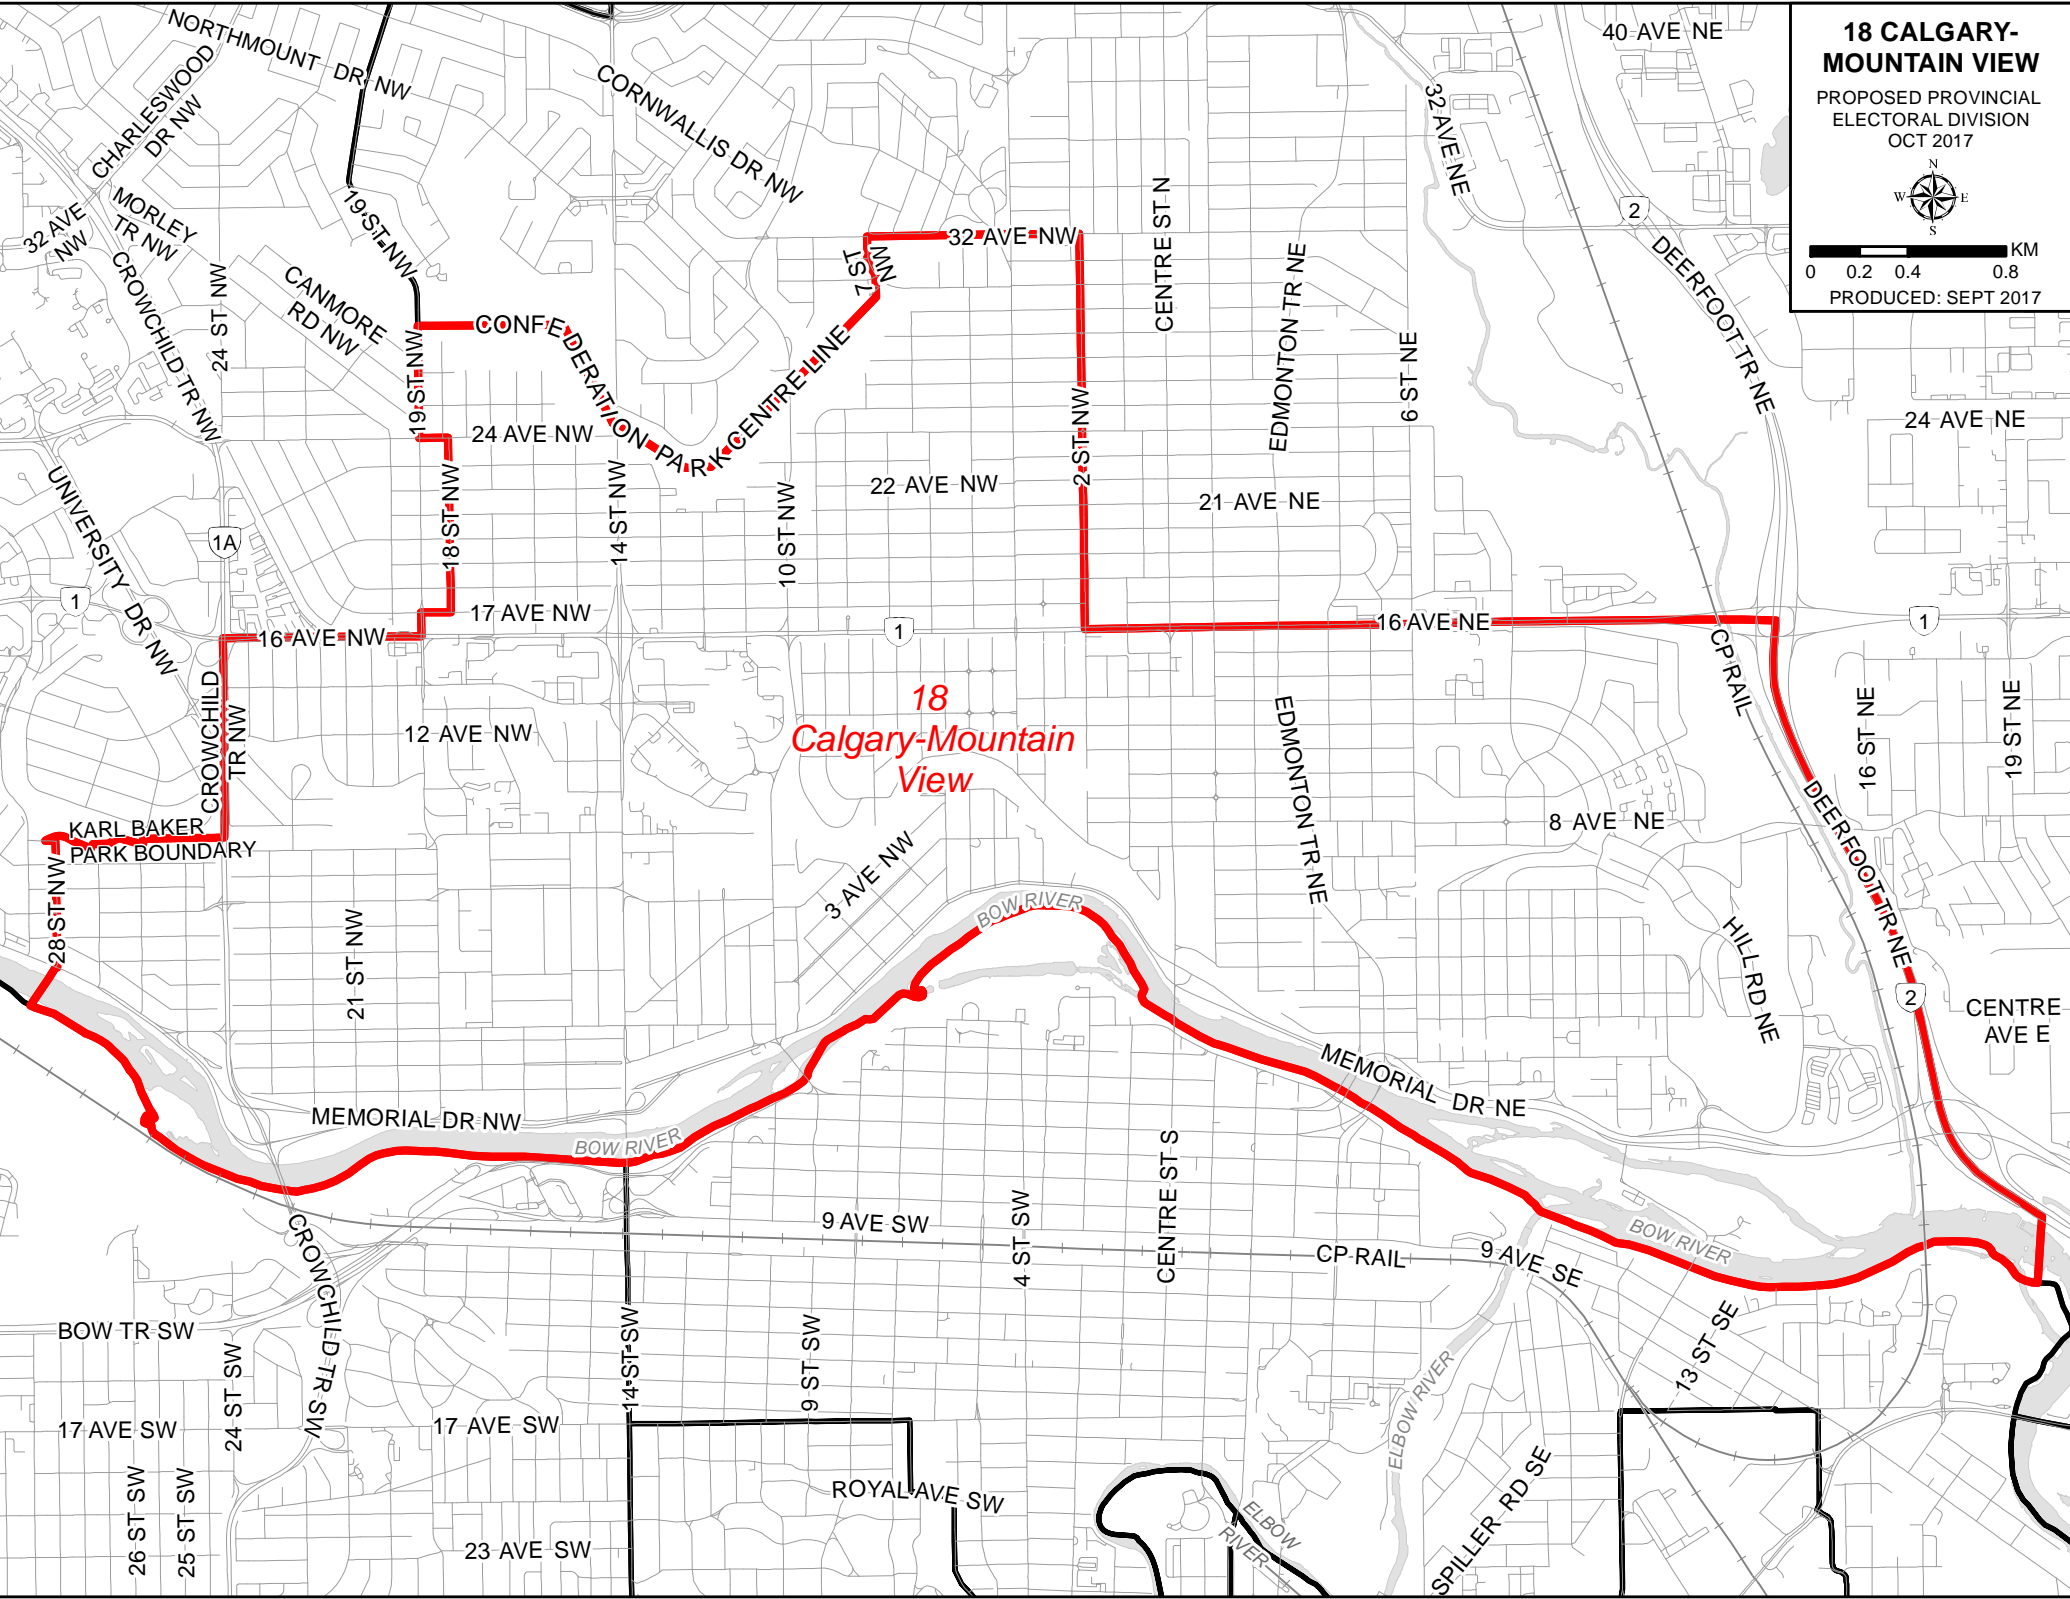 18 CALGARY-
MOUNTAIN VIEW
PROPOSED PROVINCIAL
ELECTORAL DIVISION
OCT 2017
N
W E
S
KM
0 0.2 0.4 0.8
PRODUCED: SEPT 2017
NORTHMOUNT DR NW
CHARLESWOOD
DR NW
CORNWALLIS DR NW
40 AVE NE
32 AVE NE
32 AVE
NW
MORLEY
TR NW
19 ST NW
CROWCHILD TR NW
24 ST NW
CANMORE
RD NW
7 ST
NW
32 AVE NW
CENTRE ST N
EDMONTON TR NE
6 ST NE
2
DEERFOOT TR NE
19 ST NW
CONFEDERATION PARK CENTRE LINE
24 AVE NW
24 AVE NE
UNIVERSITY DR NW
1A
18 ST NW
14 ST NW
10 ST NW
22 AVE NW
2 ST NW
21 AVE NE
1
17 AVE NW
16 AVE NW
1
16 AVE NE
1
CP RAIL
CROWCHILD
TR NW
12 AVE NW
18
Calgary-Mountain
View
EDMONTON TR NE
16 ST NE
19 ST NE
KARL BAKER
PARK BOUNDARY
8 AVE NE
DEERFOOT TR NE
28 ST NW
21 ST NW
3 AVE NW
BOW RIVER
HILL RD NE
2
CENTRE
AVE E
MEMORIAL DR NW
BOW RIVER
MEMORIAL DR NE
CENTRE ST S
4 ST SW
9 AVE SW
CP RAIL
9 AVE SE
BOW RIVER
CROWCHILD TR SW
BOW TR SW
24 ST SW
14 ST SW
9 ST SW
13 ST SE
ELBOW RIVER
17 AVE SW
17 AVE SW
26 ST SW
25 ST SW
ROYAL AVE SW
23 AVE SW
ELBOW
RIVER
SPILLER RD SE